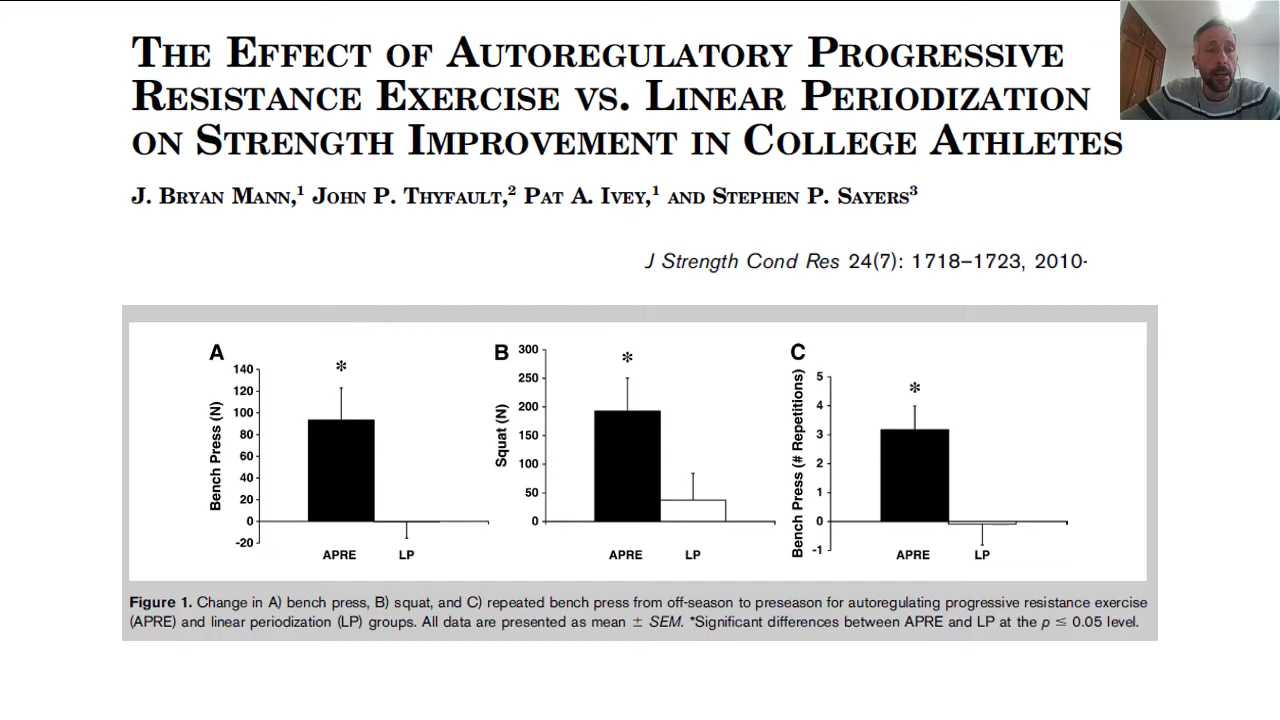 THE EFFECT OF AUTOREGULATORY PROGRESSIVE
RESISTANCE EXERCISE VS. LINEAR PERIODIZATION
ON STRENGTH IMPROVEMENT IN COLLEGE ATHLETES
J. BRYAN MANN,¹ JOHN P. THYFAULT,² PAT A. IVEY,¹ AND STEPHEN P. SAYERS³
J Strength Cond Res 24(7): 1718–1723, 2010·
A
Bench Press (N)
140
120
100
80
60
40
20
0
-20
*
APRE LP
B
Squat (N)
300
250
200
150
100
50
0
*
APRE LP
C
Bench Press (# Repetitions)
5
4
3
2
1
0
-1
*
APRE LP
Figure 1. Change in A) bench press, B) squat, and C) repeated bench press from off-season to preseason for autoregulating progressive resistance exercise
(APRE) and linear periodization (LP) groups. All data are presented as mean ± SEM. *Significant differences between APRE and LP at the p ≤ 0.05 level.